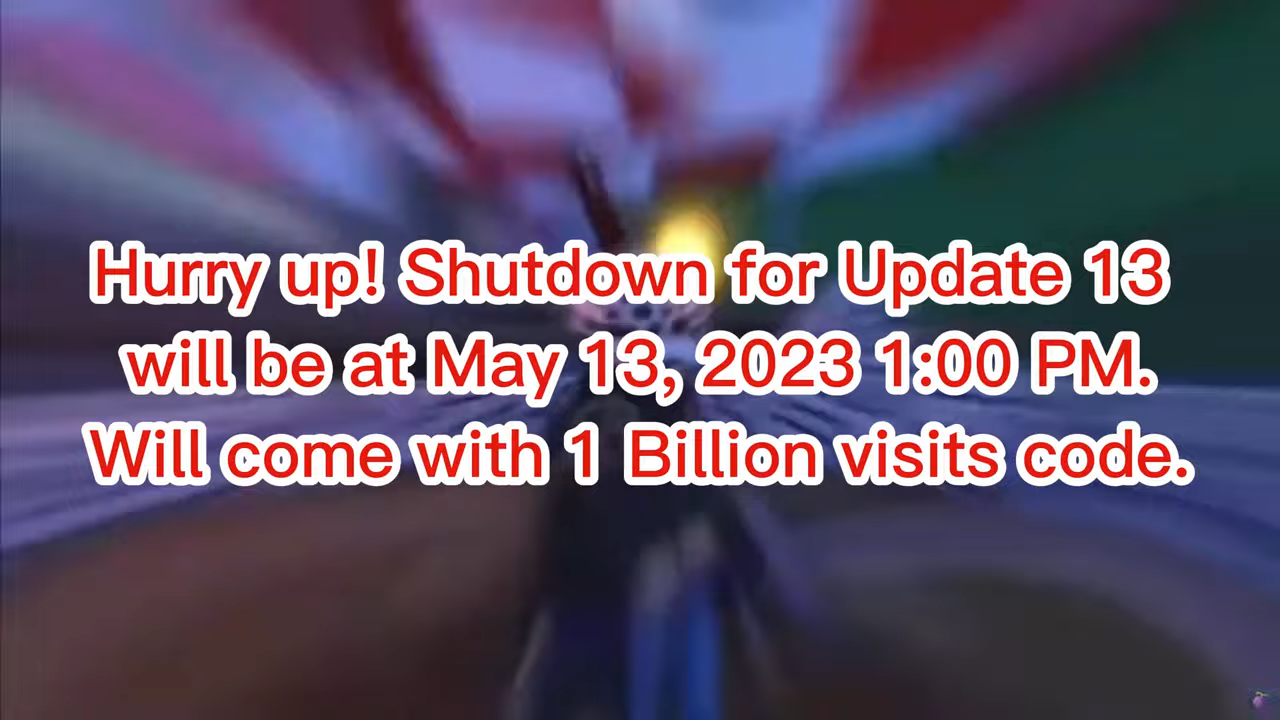 Hurry up! Shutdown for Update 13
will be at May 13, 2023 1:00 PM.
Will come with 1 Billion visits code.